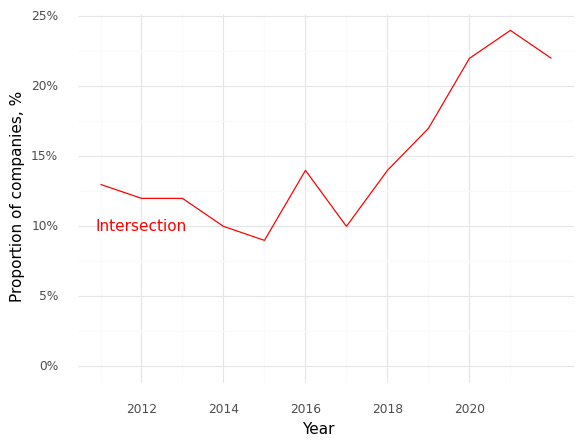 25%
20%
15%
10%
5%
0%
Proportion of companies, %
Intersection
2012 2014 2016 2018 2020
Year